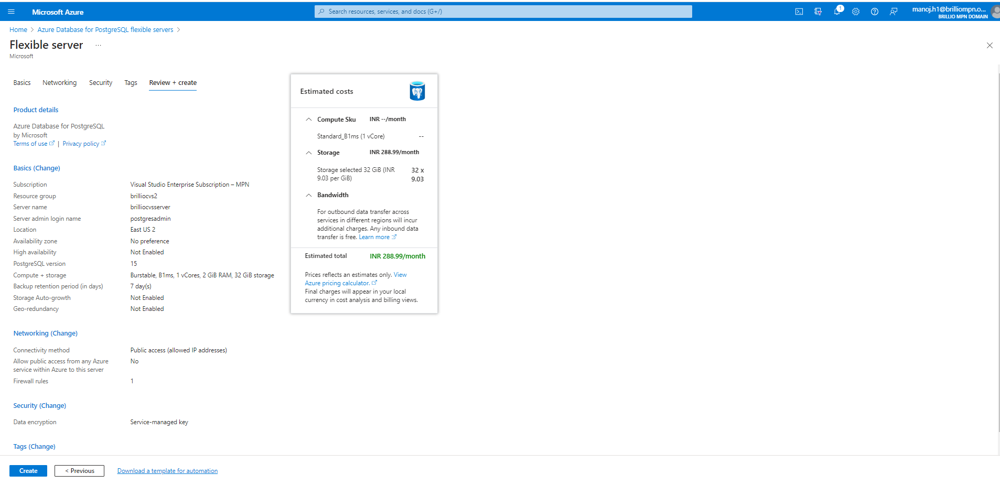 Microsoft Azure
Search resources, services, and docs (G+/)
1
manoj.h1@brilliompn.o...
BRILLIO MPN DOMAIN
Home > Azure Database for PostgreSQL flexible servers >
Flexible server ...
Microsoft
Basics Networking Security Tags Review + create
Product details
Azure Database for PostgreSQL
by Microsoft
Terms of use | Privacy policy
Basics (Change)
Subscription Visual Studio Enterprise Subscription – MPN
Resource group brilliocvs2
Server name brilliocvsserver
Server admin login name postgresadmin
Location East US 2
Availability zone No preference
High availability Not Enabled
PostgreSQL version 15
Compute + storage Burstable, B1ms, 1 vCores, 2 GiB RAM, 32 GiB storage
Backup retention period (in days) 7 day(s)
Storage Auto-growth Not Enabled
Geo-redundancy Not Enabled
Networking (Change)
Connectivity method Public access (allowed IP addresses)
Allow public access from any Azure No
service within Azure to this server
Firewall rules 1
Security (Change)
Data encryption Service-managed key
Tags (Change)
Estimated costs
Compute Sku INR --/month
Standard_B1ms (1 vCore) --
Storage INR 288.99/month
Storage selected 32 GiB (INR 32 x
9.03 per GiB) 9.03
Bandwidth
For outbound data transfer across
services in different regions will incur
additional charges. Any inbound data
transfer is free. Learn more
Estimated total INR 288.99/month
Prices reflects an estimates only. View
Azure pricing calculator.
Final charges will appear in your local
currency in cost analysis and billing views.
Create < Previous Download a template for automation